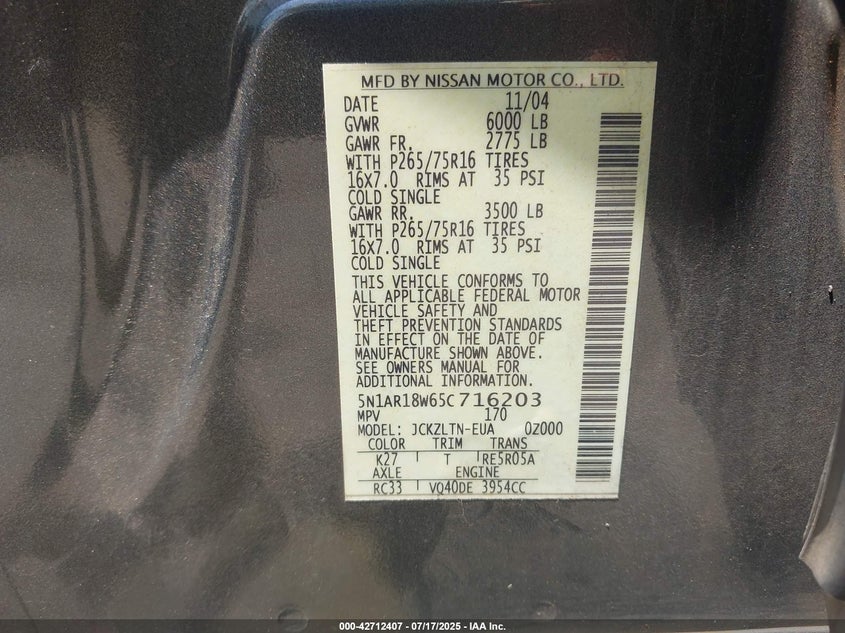 MFD BY NISSAN MOTOR CO., LTD.
DATE 11/04
GVWR 6000 LB
GAWR FR. 2775 LB
WITH P265/75R16 TIRES
16X7.0 RIMS AT 35 PSI
COLD SINGLE
GAWR RR. 3500 LB
WITH P265/75R16 TIRES
16X7.0 RIMS AT 35 PSI
COLD SINGLE
THIS VEHICLE CONFORMS TO
ALL APPLICABLE FEDERAL MOTOR
VEHICLE SAFETY AND
THEFT PREVENTION STANDARDS
IN EFFECT ON THE DATE OF
MANUFACTURE SHOWN ABOVE.
SEE OWNERS MANUAL FOR
ADDITIONAL INFORMATION.
5N1AR18W65C716203
MPV 170
MODEL: JCKZLTN-EUA 0Z000
COLOR TRIM TRANS
K27 T RE5R05A
AXLE ENGINE
RC33 VQ40DE 3954CC
000-42712407 - 07/17/2025 - IAA Inc.